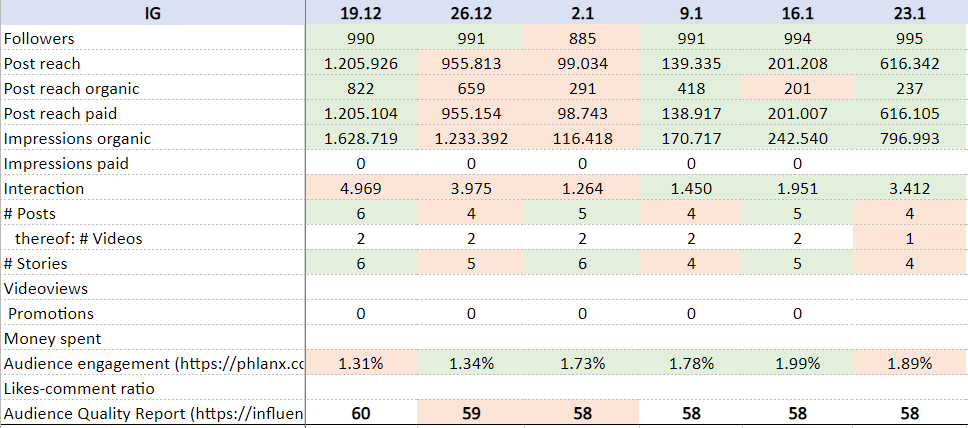 IG 19.12 26.12 2.1 9.1 16.1 23.1
Followers 990 991 885 991 994 995
Post reach 1.205.926 955.813 99.034 139.335 201.208 616.342
Post reach organic 822 659 291 418 201 237
Post reach paid 1.205.104 955.154 98.743 138.917 201.007 616.105
Impressions organic 1.628.719 1.233.392 116.418 170.717 242.540 796.993
Impressions paid 0 0 0 0 0
Interaction 4.969 3.975 1.264 1.450 1.951 3.412
# Posts 6 4 5 4 5 4
thereof: # Videos 2 2 2 2 2 1
# Stories 6 5 6 4 5 4
Videoviews
Promotions 0 0 0 0 0
Money spent
Audience engagement (https://phlanx.cc 1.31% 1.34% 1.73% 1.78% 1.99% 1.89%
Likes-comment ratio
Audience Quality Report (https://influen 60 59 58 58 58 58